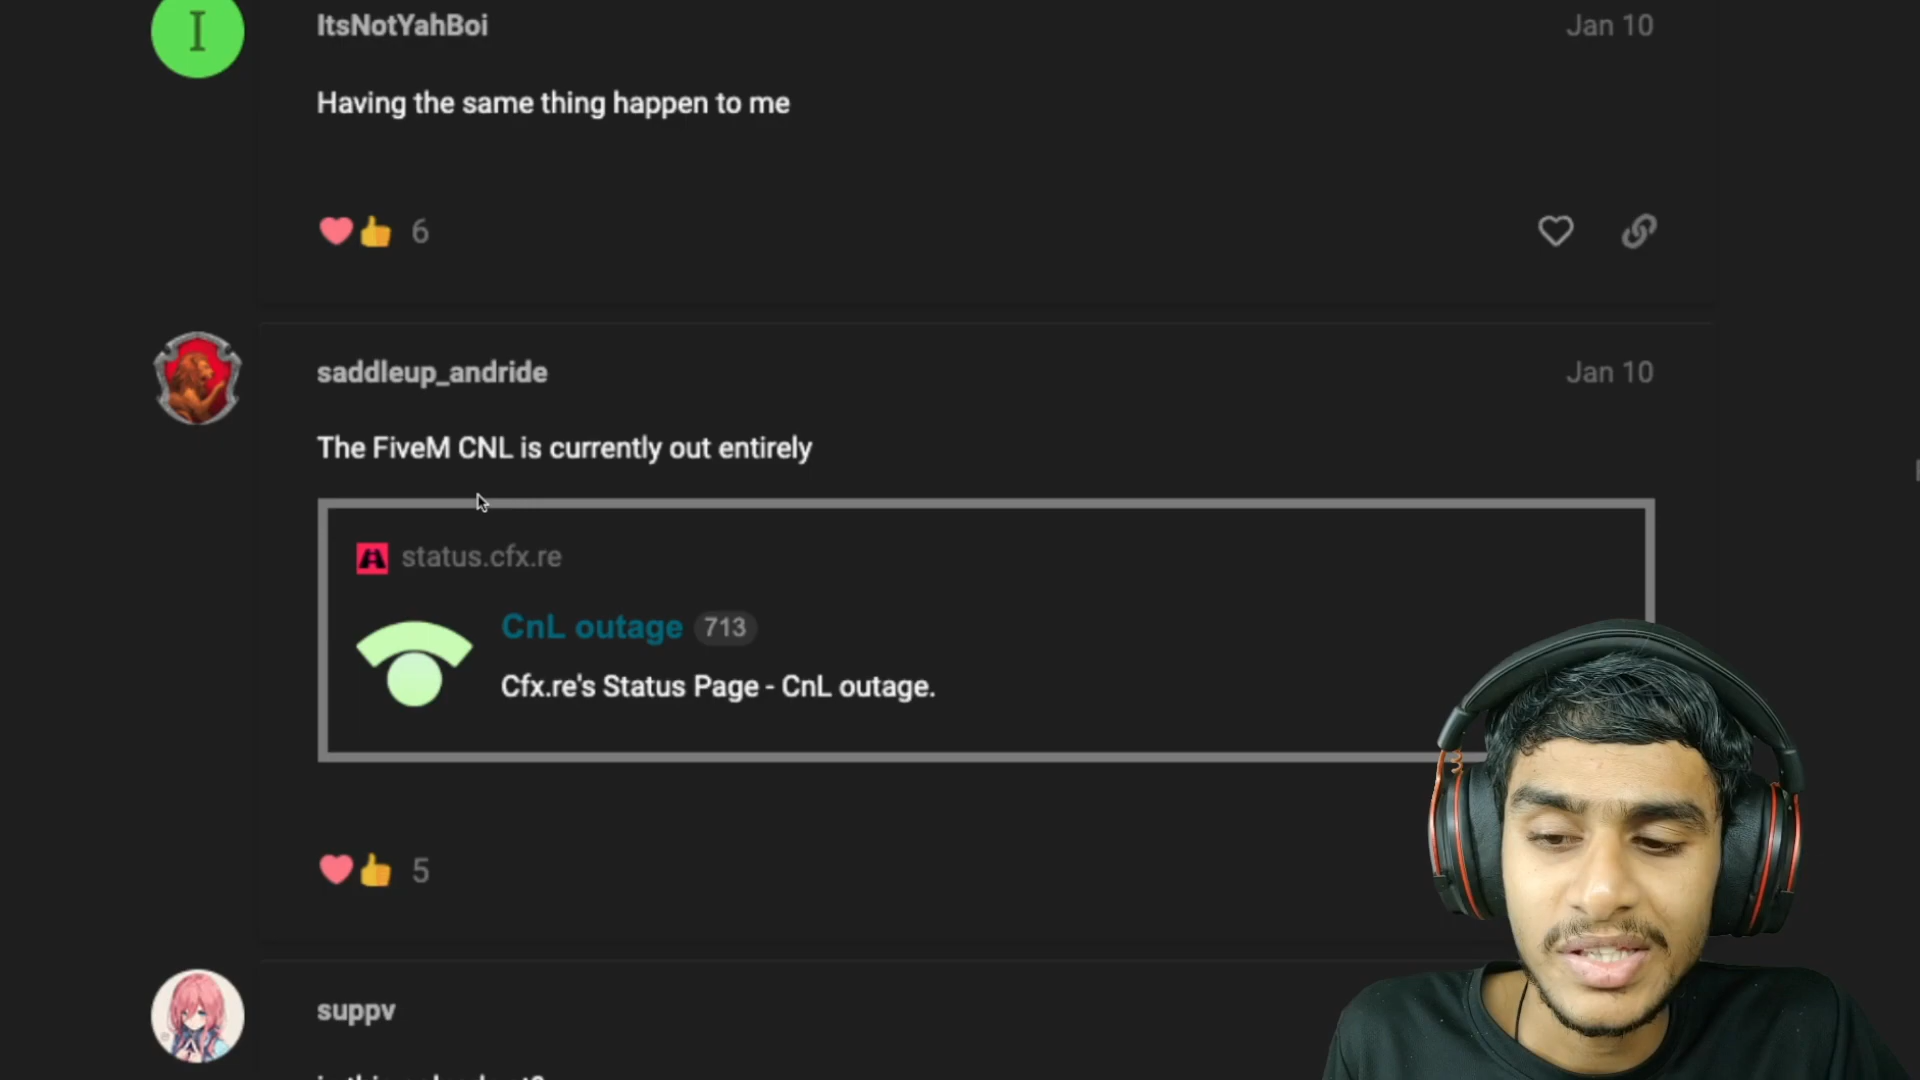 I
ItsNotYahBoi
Jan 10
Having the same thing happen to me
6
saddleup_andride
Jan 10
The FiveM CNL is currently out entirely
status.cfx.re
CnL outage 713
Cfx.re's Status Page - CnL outage.
5
suppv